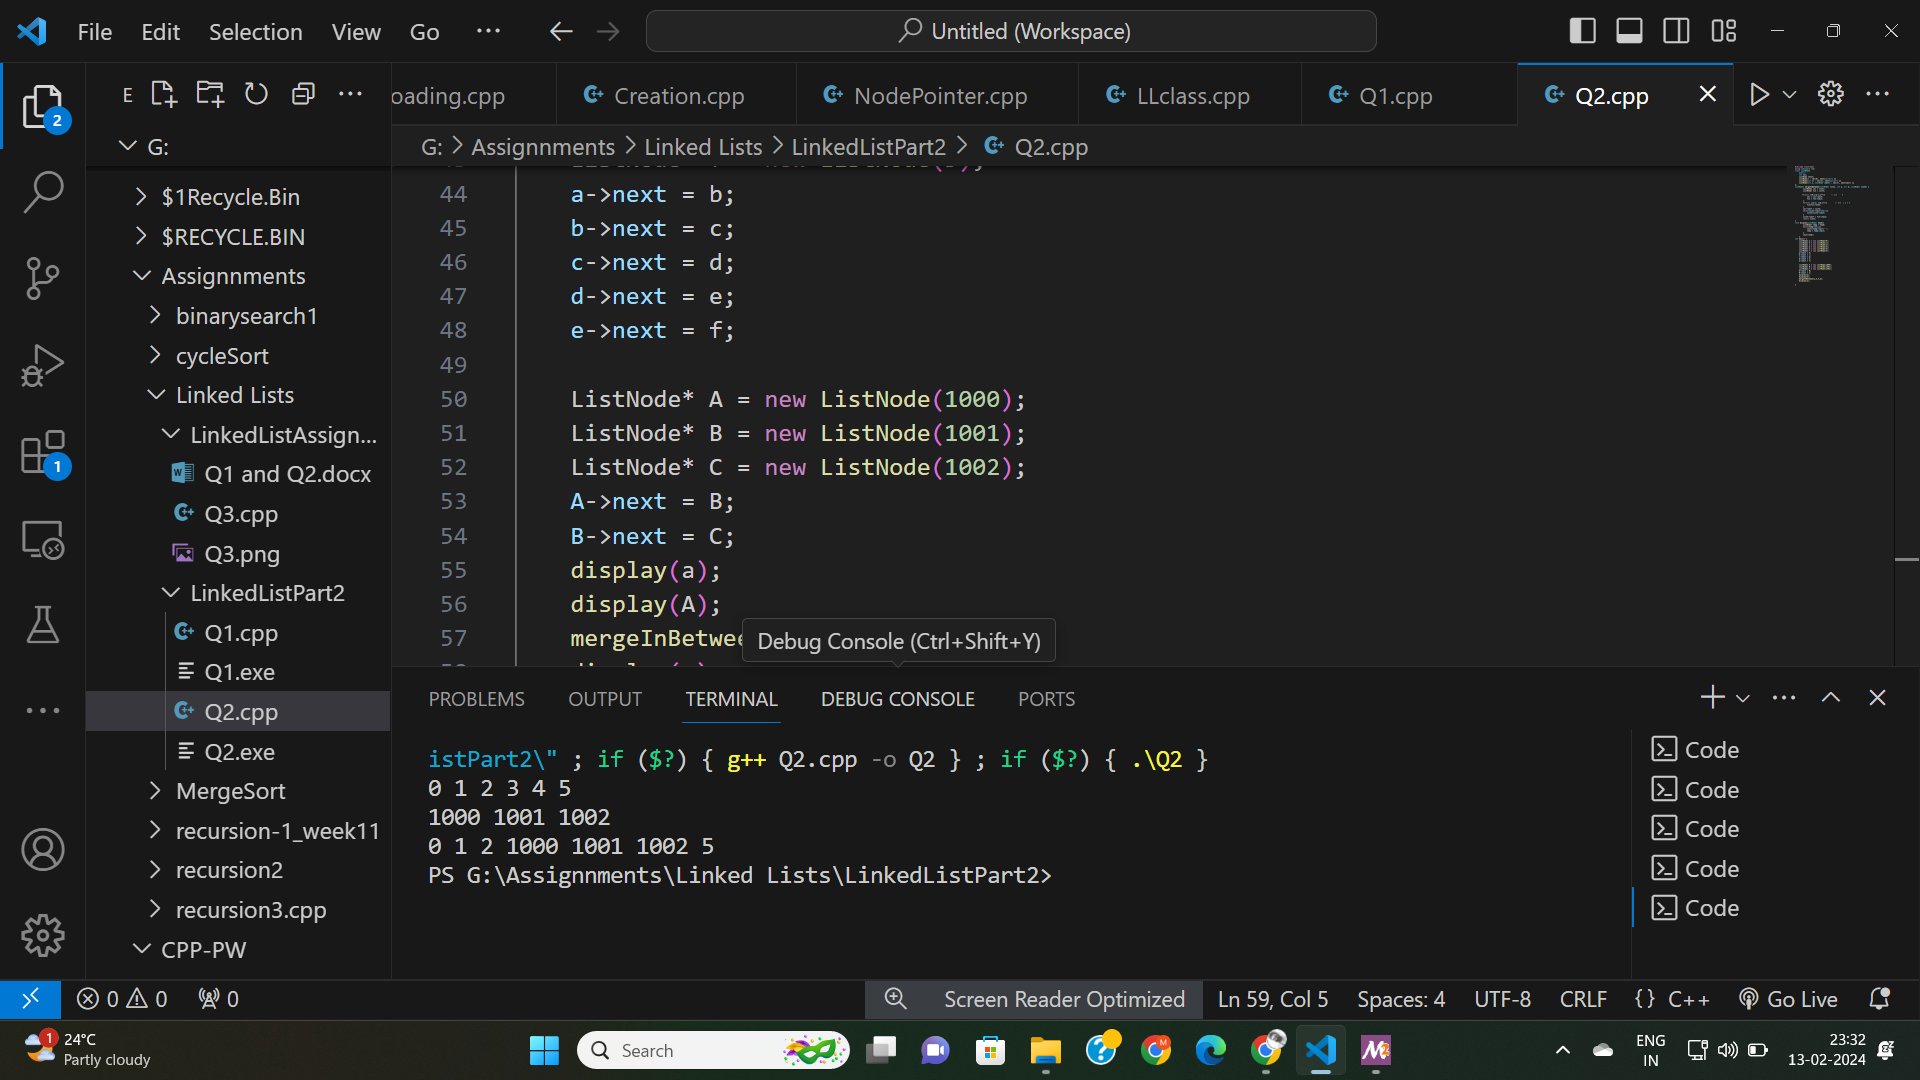 File Edit Selection View Go ... Untitled (Workspace)
E
oading.cpp Creation.cpp NodePointer.cpp LLclass.cpp Q1.cpp Q2.cpp
G: > Assignnments > Linked Lists > LinkedListPart2 > Q2.cpp
2
G:
$1Recycle.Bin
$RECYCLE.BIN
Assignnments
binarysearch1
cycleSort
Linked Lists
LinkedListAssign...
Q1 and Q2.docx
Q3.cpp
Q3.png
LinkedListPart2
Q1.cpp
Q1.exe
Q2.cpp
Q2.exe
MergeSort
recursion-1_week11
recursion2
recursion3.cpp
CPP-PW
1
44 a->next = b;
45 b->next = c;
46 c->next = d;
47 d->next = e;
48 e->next = f;
49
50 ListNode* A = new ListNode(1000);
51 ListNode* B = new ListNode(1001);
52 ListNode* C = new ListNode(1002);
53 A->next = B;
54 B->next = C;
55 display(a);
56 display(A);
57 mergeInBetwee
Debug Console (Ctrl+Shift+Y)
PROBLEMS OUTPUT TERMINAL DEBUG CONSOLE PORTS
istPart2\" ; if ($?) { g++ Q2.cpp -o Q2 } ; if ($?) { .\Q2 }
0 1 2 3 4 5
1000 1001 1002
0 1 2 1000 1001 1002 5
PS G:\Assignnments\Linked Lists\LinkedListPart2>
Code
Code
Code
Code
Code
0 0 0 Screen Reader Optimized Ln 59, Col 5 Spaces: 4 UTF-8 CRLF {} C++ Go Live
1 24°C
Partly cloudy
Search
ENG
IN
23:32
13-02-2024